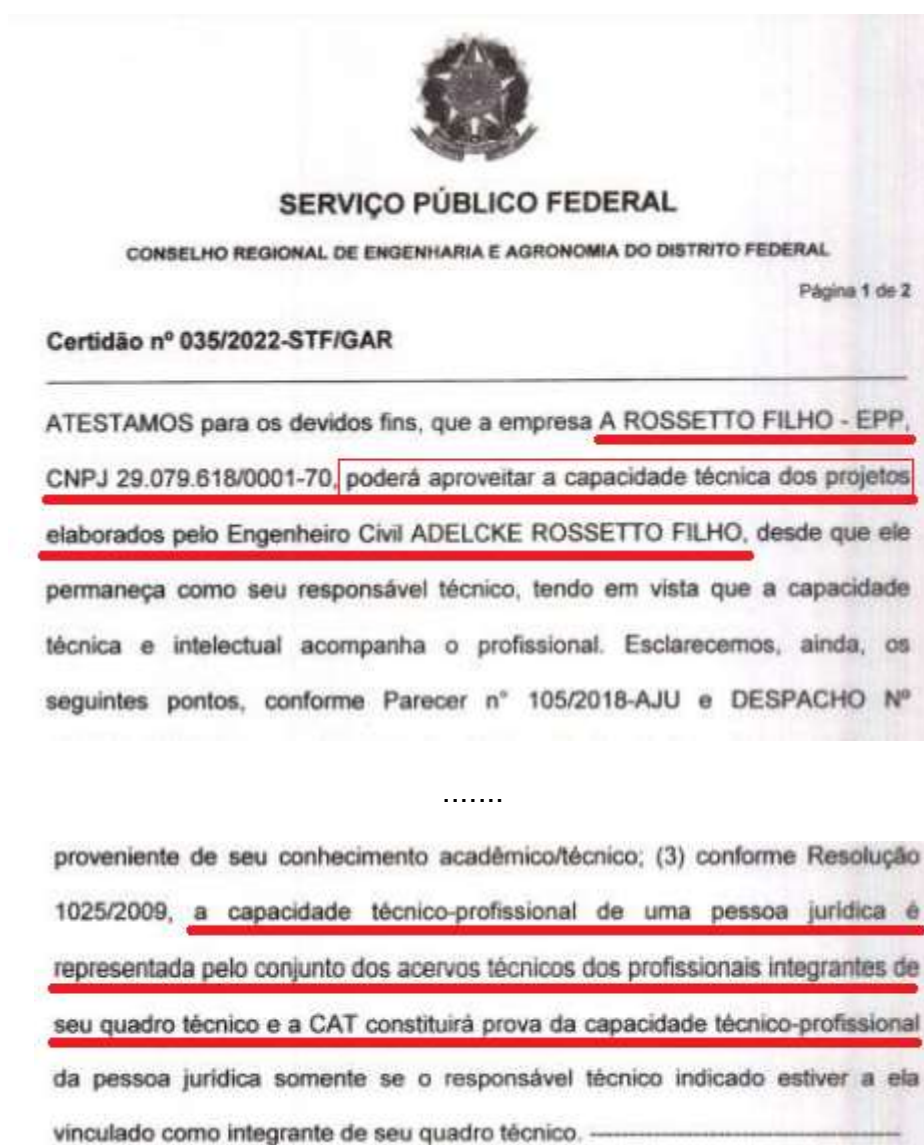 SERVIÇO PÚBLICO FEDERAL
CONSELHO REGIONAL DE ENGENHARIA E AGRONOMIA DO DISTRITO FEDERAL
Página 1 de 2
Certidão nº 035/2022-STF/GAR
ATESTAMOS para os devidos fins, que a empresa A ROSSETTO FILHO - EPP,
CNPJ 29.079.618/0001-70, poderá aproveitar a capacidade técnica dos projetos
elaborados pelo Engenheiro Civil ADELCKE ROSSETTO FILHO, desde que ele
permaneça como seu responsável técnico, tendo em vista que a capacidade
técnica e intelectual acompanha o profissional. Esclarecemos, ainda, os
seguintes pontos, conforme Parecer n° 105/2018-AJU e DESPACHO Nº
.......
proveniente de seu conhecimento acadêmico/técnico; (3) conforme Resolução
1025/2009, a capacidade técnico-profissional de uma pessoa jurídica é
representada pelo conjunto dos acervos técnicos dos profissionais integrantes de
seu quadro técnico e a CAT constituirá prova da capacidade técnico-profissional
da pessoa jurídica somente se o responsável técnico indicado estiver a ela
vinculado como integrante de seu quadro técnico. ------------------------------------